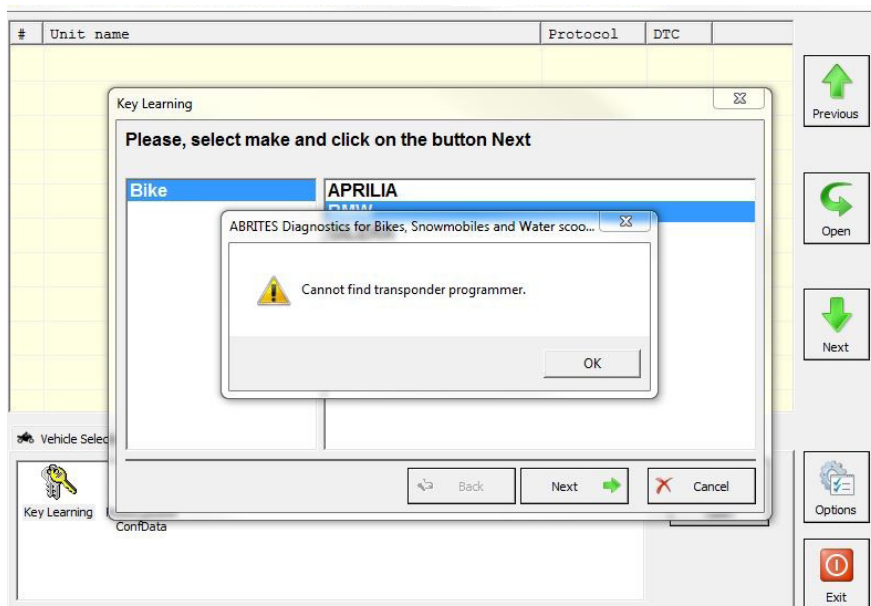 # Unit name Protocol DTC
Key Learning
Please, select make and click on the button Next
Previous
Bike APRILIA
BMW
ABRITES Diagnostics for Bikes, Snowmobiles and Water scoo...
Open
Cannot find transponder programmer.
OK
Next
Vehicle Selec
Back Next Cancel
Key Learning
ConfData
Options
Exit